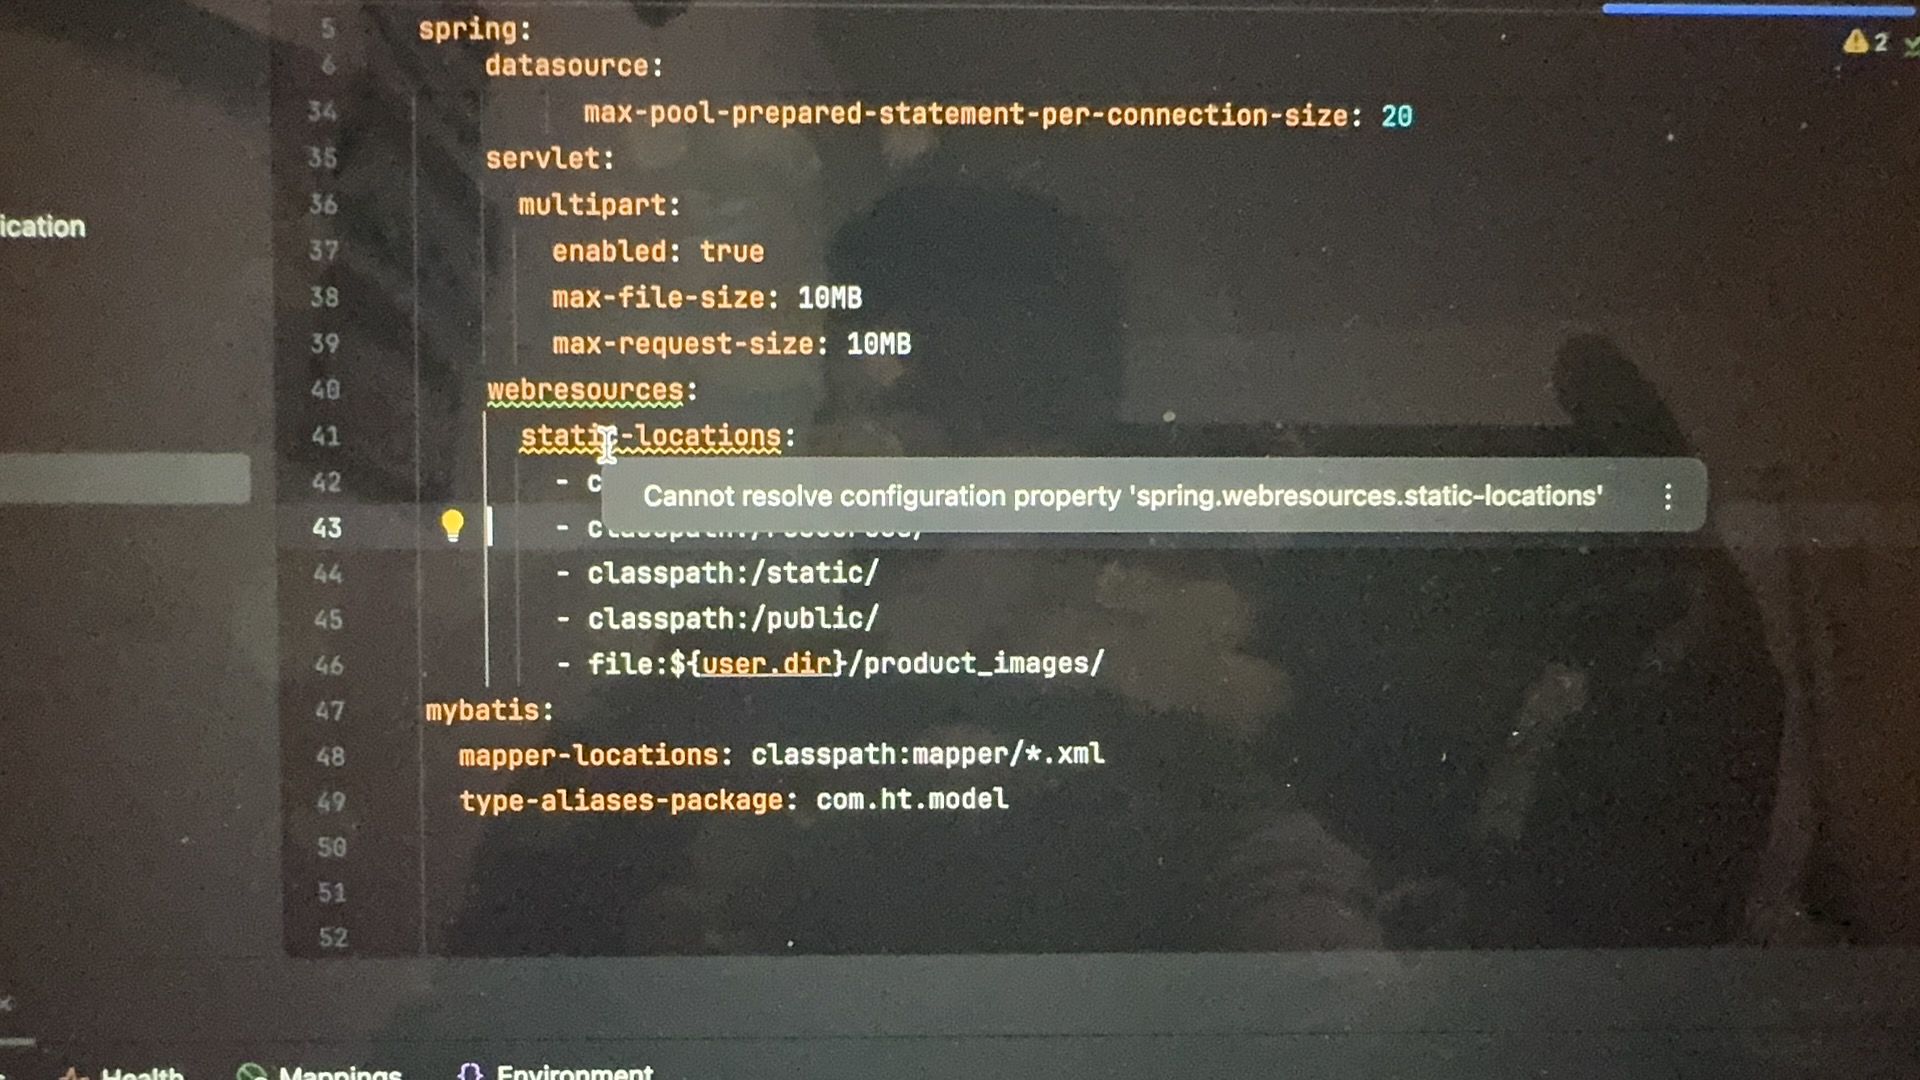 5 spring:
6 datasource:
34 max-pool-prepared-statement-per-connection-size: 20
35 servlet:
36 multipart:
37 enabled: true
38 max-file-size: 10MB
39 max-request-size: 10MB
40 webresources:
41 static-locations:
42 - c
Cannot resolve configuration property 'spring.webresources.static-locations'
43 - classpath:/resources/
44 - classpath:/static/
45 - classpath:/public/
46 - file:${user.dir}/product_images/
47 mybatis:
48 mapper-locations: classpath:mapper/*.xml
49 type-aliases-package: com.ht.model
50
51
52
ication
2
Health Mappings Environment